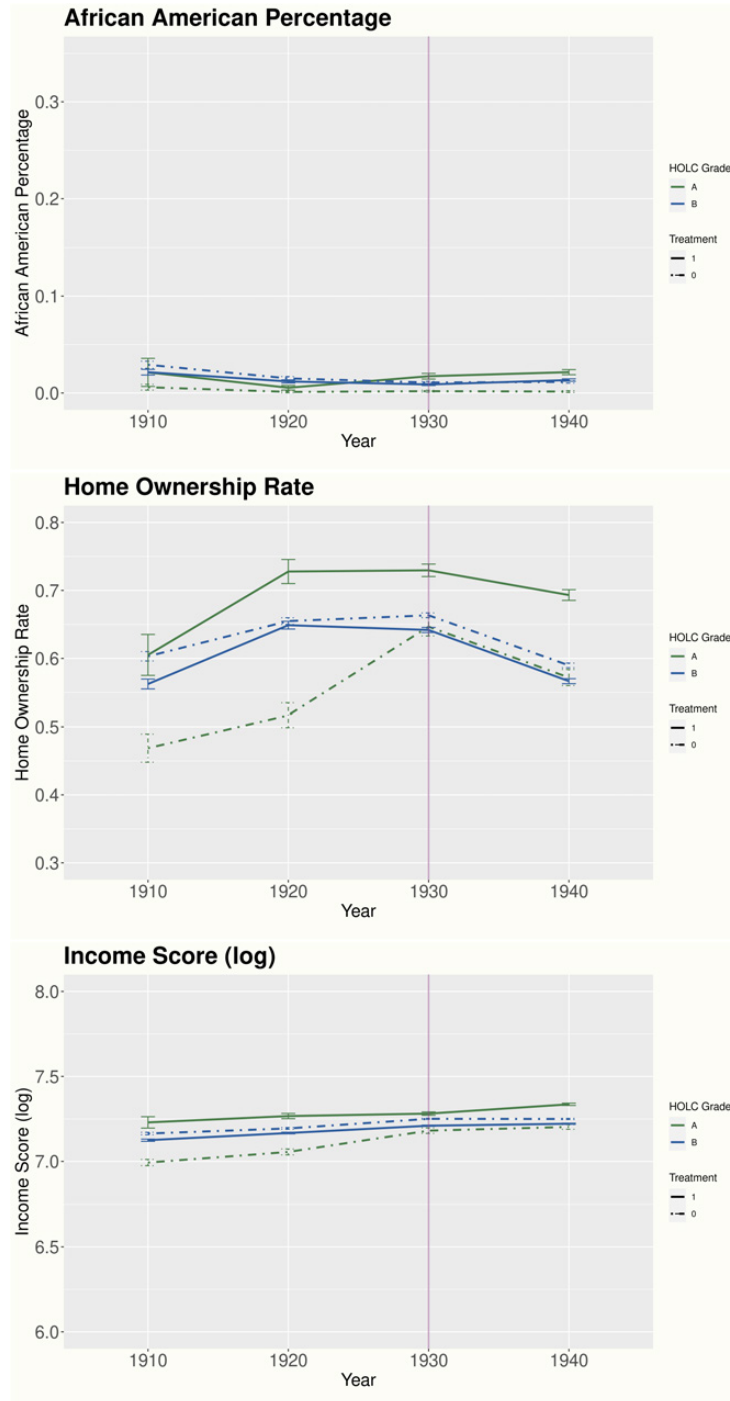 African American Percentage
African American Percentage
0.3
0.2
0.1
0.0
1910 1920 1930 1940
Year
HOLC Grade
A
B
Treatment
1
0
Home Ownership Rate
Home Ownership Rate
0.8
0.7
0.6
0.5
0.4
0.3
1910 1920 1930 1940
Year
HOLC Grade
A
B
Treatment
1
0
Income Score (log)
Income Score (log)
8.0
7.5
7.0
6.5
6.0
1910 1920 1930 1940
Year
HOLC Grade
A
B
Treatment
1
0